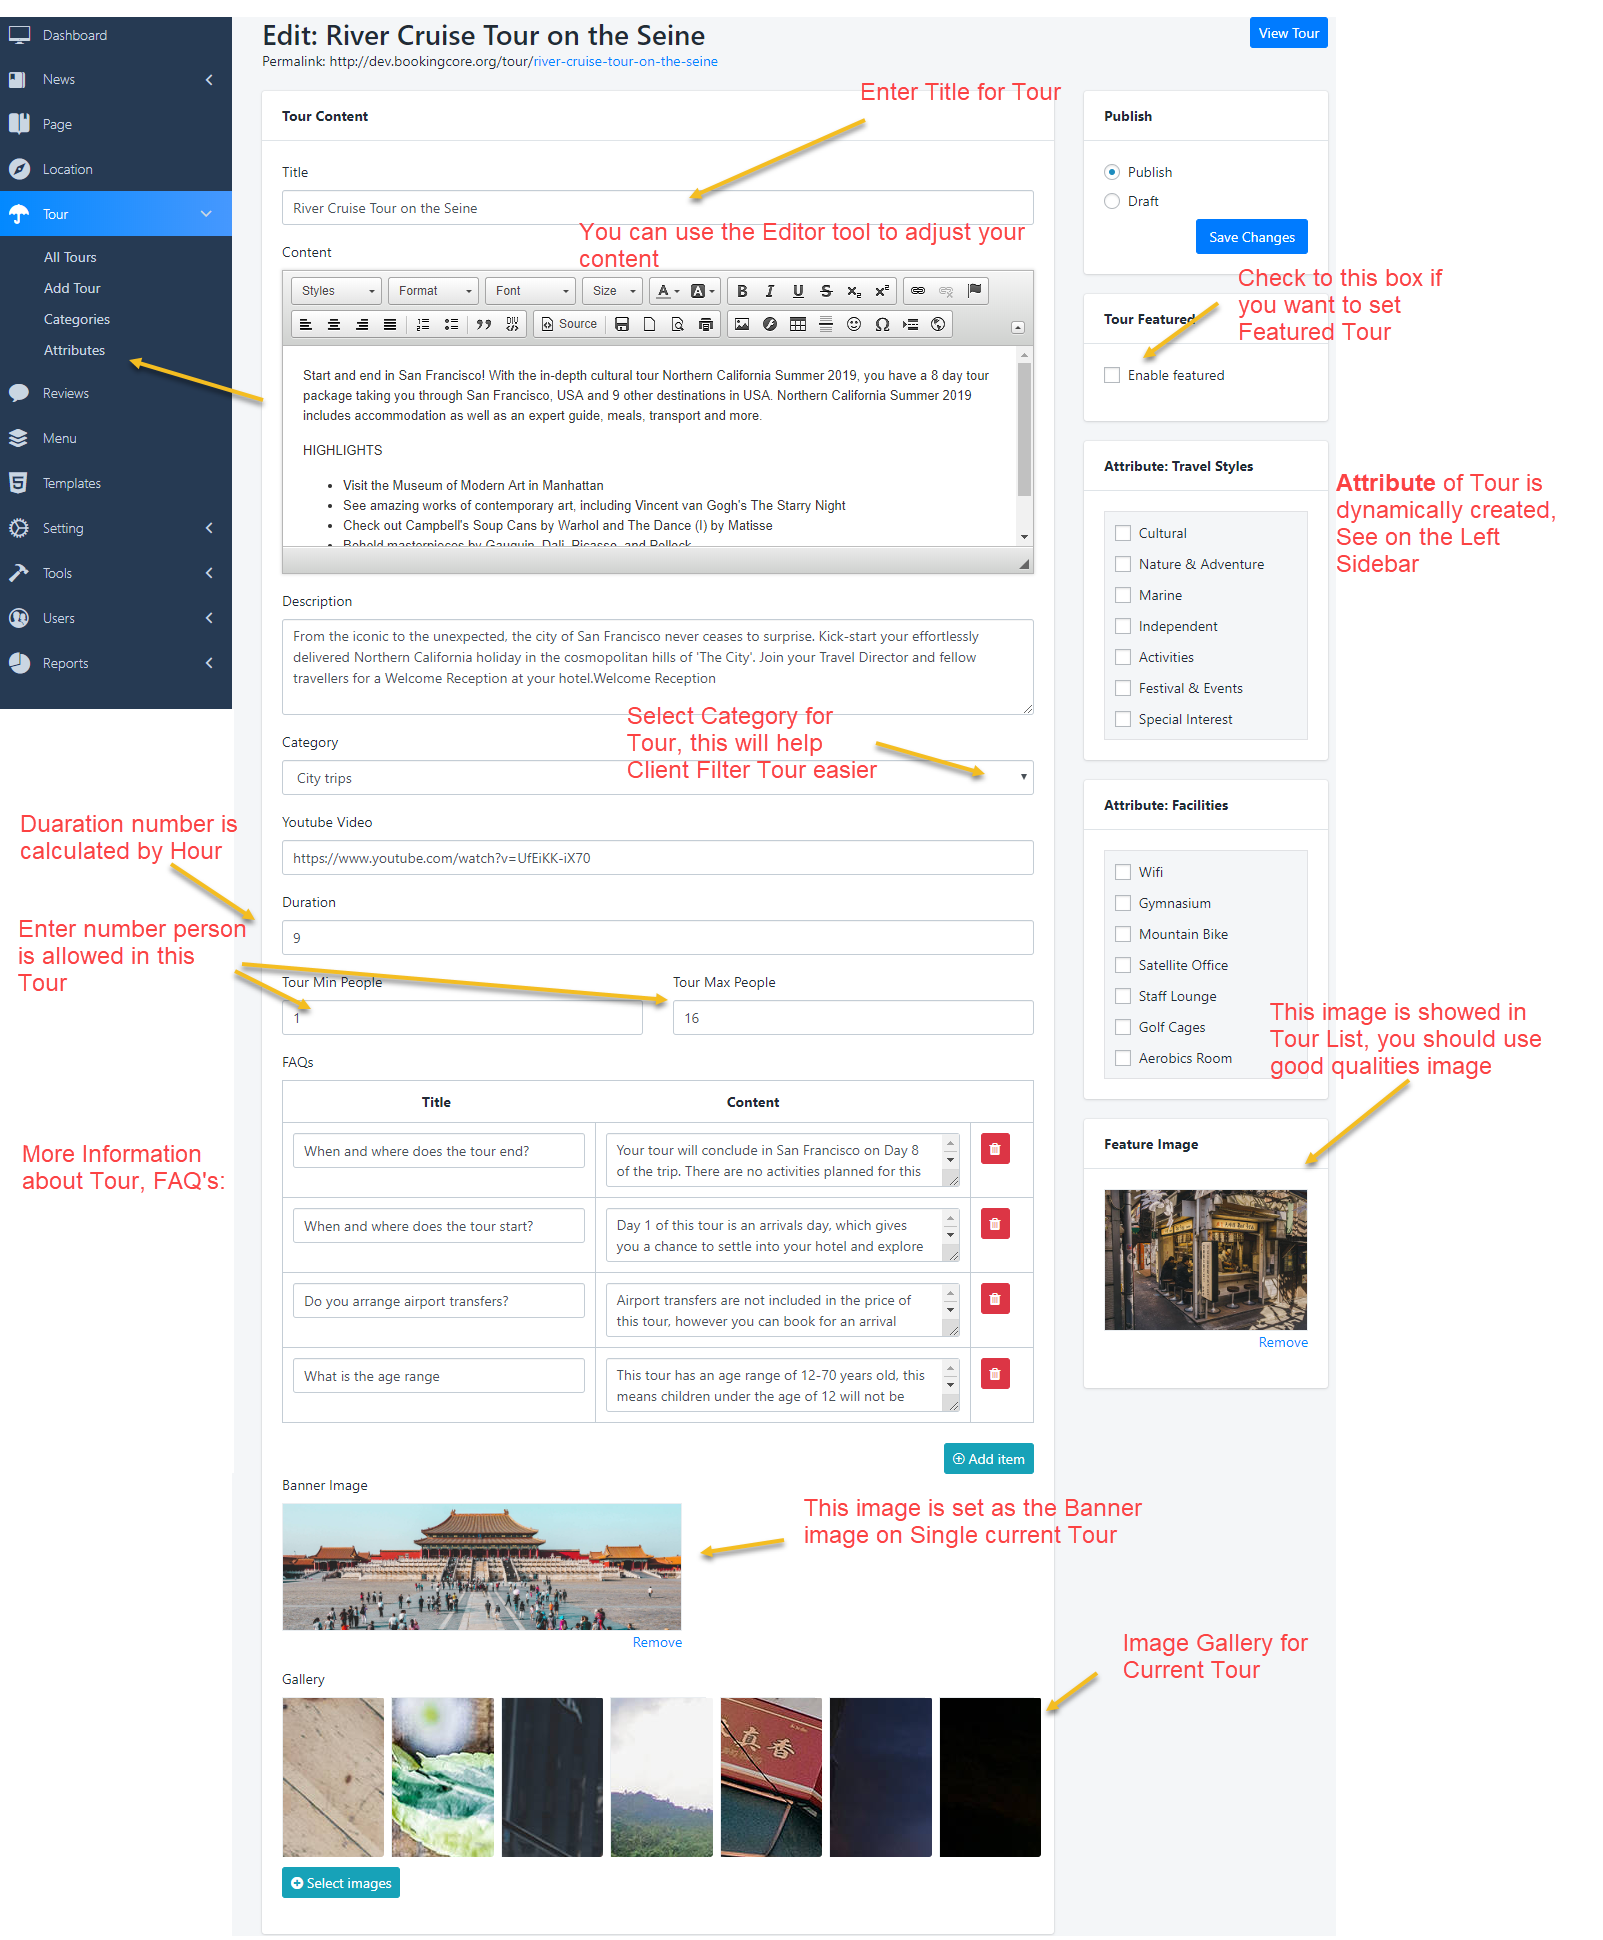 Dashboard
News
Page
Location
Tour
All Tours
Add Tour
Categories
Attributes
Reviews
Menu
Templates
Setting
Tools
Users
Reports
Edit: River Cruise Tour on the Seine
View Tour
Permalink: http://dev.bookingcore.org/tour/river-cruise-tour-on-the-seine
Enter Title for Tour
Tour Content
Title
River Cruise Tour on the Seine
You can use the Editor tool to adjust your
content
Content
Styles Format Font Size
Source
Start and end in San Francisco! With the in-depth cultural tour Northern California Summer 2019, you have a 8 day tour
package taking you through San Francisco, USA and 9 other destinations in USA. Northern California Summer 2019
includes accommodation as well as an expert guide, meals, transport and more.
HIGHLIGHTS
• Visit the Museum of Modern Art in Manhattan
• See amazing works of contemporary art, including Vincent van Gogh's The Starry Night
• Check out Campbell's Soup Cans by Warhol and The Dance (I) by Matisse
• Behold masterpieces by Gauguin, Dali, Picasso, and Pollock
Description
From the iconic to the unexpected, the city of San Francisco never ceases to surprise. Kick-start your effortlessly
delivered Northern California holiday in the cosmopolitan hills of 'The City'. Join your Travel Director and fellow
travellers for a Welcome Reception at your hotel.Welcome Reception
Select Category for
Tour, this will help
Client Filter Tour easier
Category
City trips
Duaration number is
calculated by Hour
Youtube Video
https://www.youtube.com/watch?v=UfEiKK-iX70
Duration
9
Enter number person
is allowed in this
Tour
Tour Min People
1
Tour Max People
16
FAQs
Title Content
More Information
about Tour, FAQ's:
When and where does the tour end?
Your tour will conclude in San Francisco on Day 8
of the trip. There are no activities planned for this
When and where does the tour start?
Day 1 of this tour is an arrivals day, which gives
you a chance to settle into your hotel and explore
Do you arrange airport transfers?
Airport transfers are not included in the price of
this tour, however you can book for an arrival
What is the age range
This tour has an age range of 12-70 years old, this
means children under the age of 12 will not be
Add item
Banner Image
This image is set as the Banner
image on Single current Tour
Remove
Gallery
Image Gallery for
Current Tour
真香
Select images
Publish
Publish
Draft
Save Changes
Check to this box if
you want to set
Featured Tour
Tour Featured
Enable featured
Attribute: Travel Styles
Cultural
Nature & Adventure
Marine
Independent
Activities
Festival & Events
Special Interest
Attribute of Tour is
dynamically created,
See on the Left
Sidebar
Attribute: Facilities
Wifi
Gymnasium
Mountain Bike
Satellite Office
Staff Lounge
Golf Cages
Aerobics Room
This image is showed in
Tour List, you should use
good qualities image
Feature Image
Remove